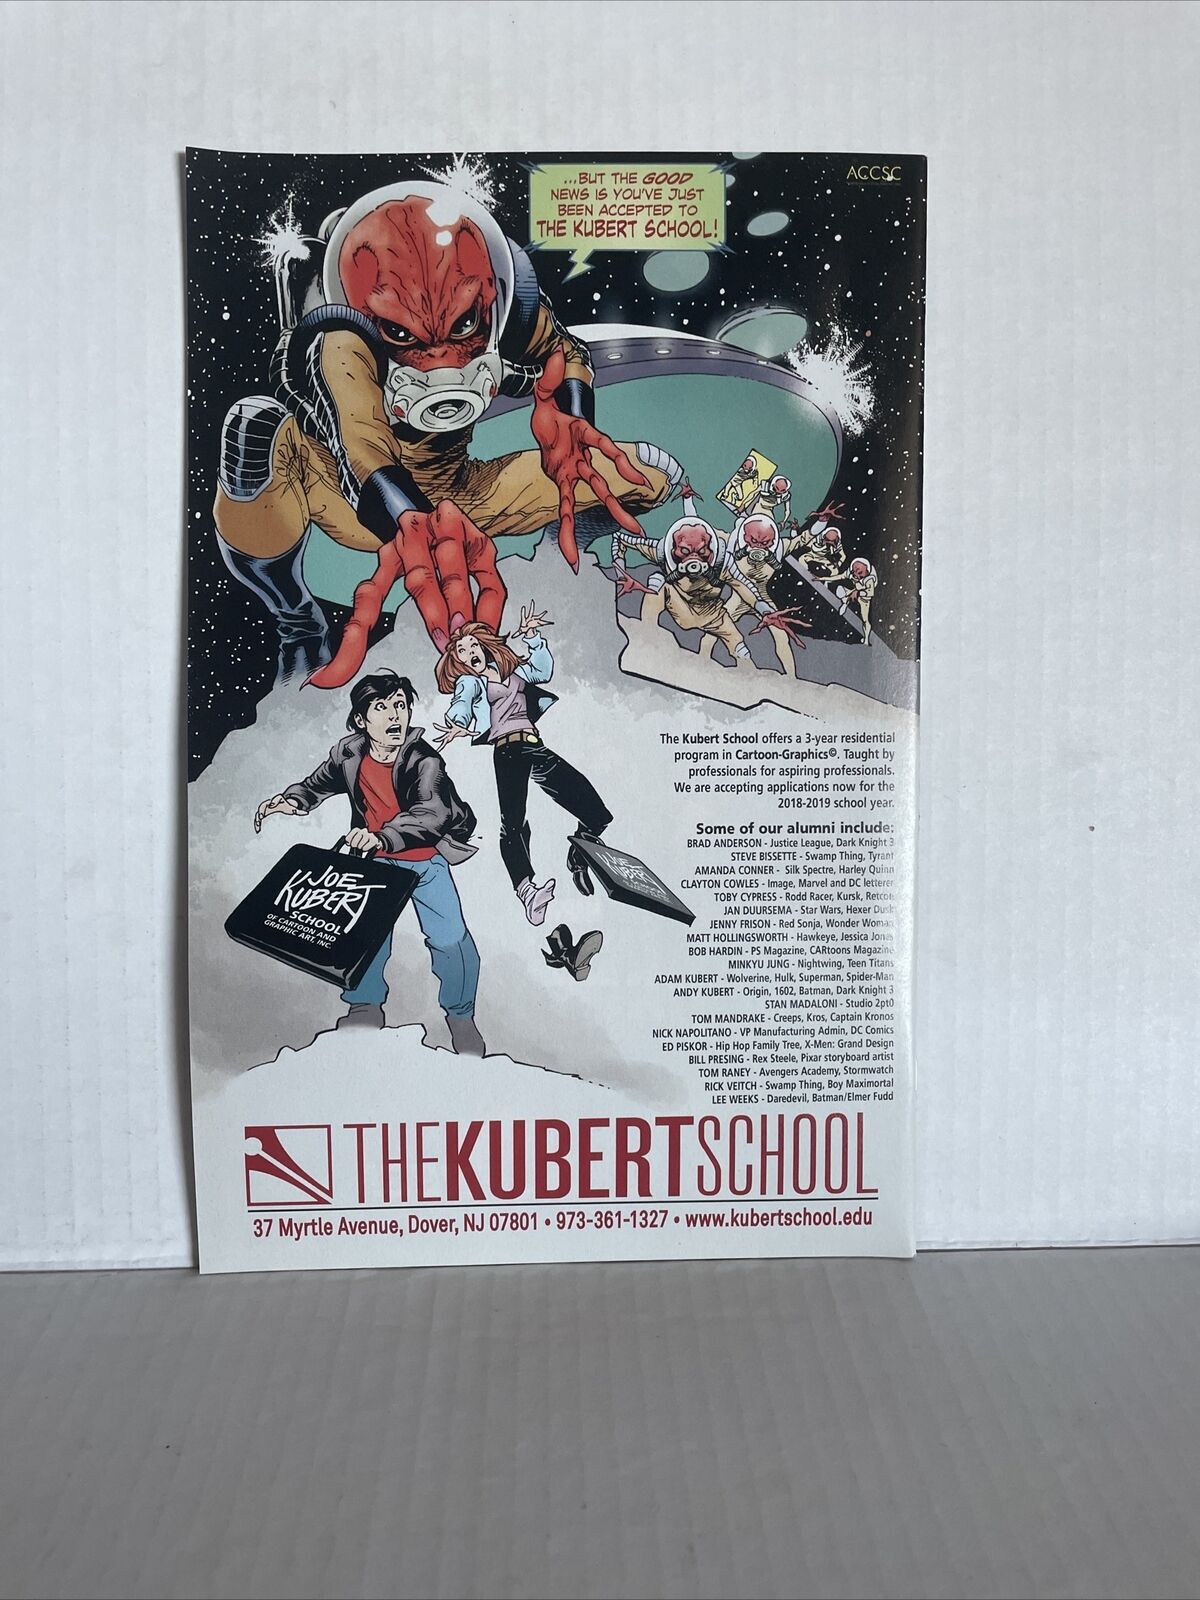 ...BUT THE GOOD
NEWS IS YOU'VE JUST
BEEN ACCEPTED TO
THE KUBERT SCHOOL!
ACCSC
The Kubert School offers a 3-year residential
program in Cartoon-Graphics©. Taught by
professionals for aspiring professionals.
We are accepting applications now for the
2018-2019 school year.
Some of our alumni include:
BRAD ANDERSON - Justice League, Dark Knight 3
STEVE BISSETTE - Swamp Thing, Tyrant
AMANDA CONNER - Silk Spectre, Harley Quinn
CLAYTON COWLES - Image, Marvel and DC letterer
TOBY CYPRESS - Rodd Racer, Kursk, Retcon
JAN DUURSEMA - Star Wars, Hexer Dusk
JENNY FRISON - Red Sonja, Wonder Woman
MATT HOLLINGSWORTH - Hawkeye, Jessica Jones
BOB HARDIN - PS Magazine, CARtoons Magazine
MINKYU JUNG - Nightwing, Teen Titans
ADAM KUBERT - Wolverine, Hulk, Superman, Spider-Man
ANDY KUBERT - Origin, 1602, Batman, Dark Knight 3
STAN MADALONI - Studio 2pt0
TOM MANDRAKE - Creeps, Kros, Captain Kronos
NICK NAPOLITANO - VP Manufacturing Admin, DC Comics
ED PISKOR - Hip Hop Family Tree, X-Men: Grand Design
BILL PRESING - Rex Steele, Pixar storyboard artist
TOM RANEY - Avengers Academy, Stormwatch
RICK VEITCH - Swamp Thing, Boy Maximortal
LEE WEEKS - Daredevil, Batman/Elmer Fudd
JOE
KUBERT
SCHOOL
OF CARTOON AND
GRAPHIC ART, INC.
JOE
KUBERT
THE KUBERT SCHOOL
37 Myrtle Avenue, Dover, NJ 07801 • 973-361-1327 • www.kubertschool.edu